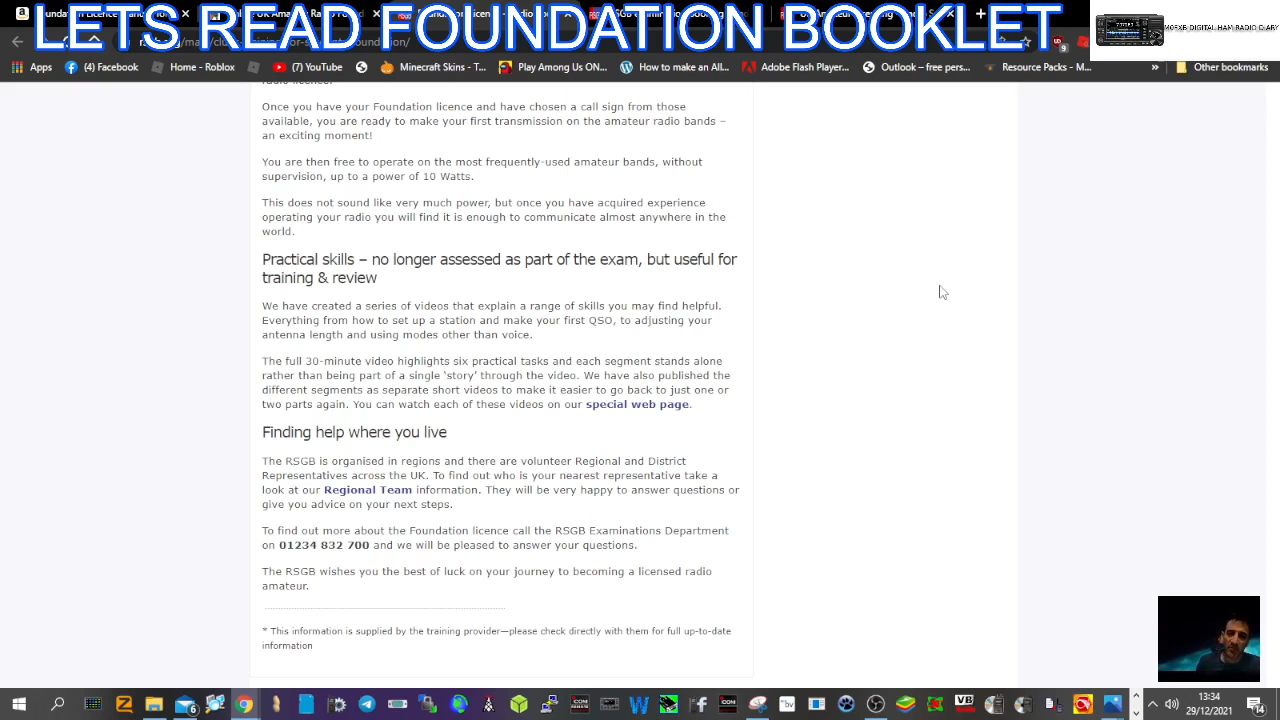 LETS READ FOUNDATION BOOKLET
M0FXB DIGITAL HAM RADIO DIARY
9
Apps
(4) Facebook
Home - Roblox
(7) YouTube
Minecraft Skins - T...
Play Among Us ON...
How to make an All...
Adobe Flash Player...
Outlook – free pers...
Resource Packs - M...
»
Other bookmarks
radio licence.
Once you have your Foundation licence and have chosen a call sign from those
available, you are ready to make your first transmission on the amateur radio bands –
an exciting moment!
You are then free to operate on the most frequently-used amateur bands, without
supervision, up to a power of 10 Watts.
This does not sound like very much power, but once you have acquired experience
operating your radio you will find it is enough to communicate almost anywhere in the
world.
Practical skills – no longer assessed as part of the exam, but useful for
training & review
We have created a series of videos that explain a range of skills you may find helpful.
Everything from how to set up a station and make your first QSO, to adjusting your
antenna length and using modes other than voice.
The full 30-minute video highlights six practical tasks and each segment stands alone
rather than being part of a single ‘story’ through the video. We have also published the
different segments as separate short videos to make it easier to go back to just one or
two parts again. You can watch each of these videos on our special web page.
Finding help where you live
The RSGB is organised in regions and there are volunteer Regional and District
Representatives across the UK. To find out who is your nearest representative take a
look at our Regional Team information. They will be very happy to answer questions or
give you advice on your next steps.
To find out more about the Foundation licence call the RSGB Examinations Department
on 01234 832 700 and we will be pleased to answer your questions.
The RSGB wishes you the best of luck on your journey to becoming a licensed radio
amateur.
* This information is supplied by the training provider—please check directly with them for full up-to-date
information
13:34
29/12/2021
14